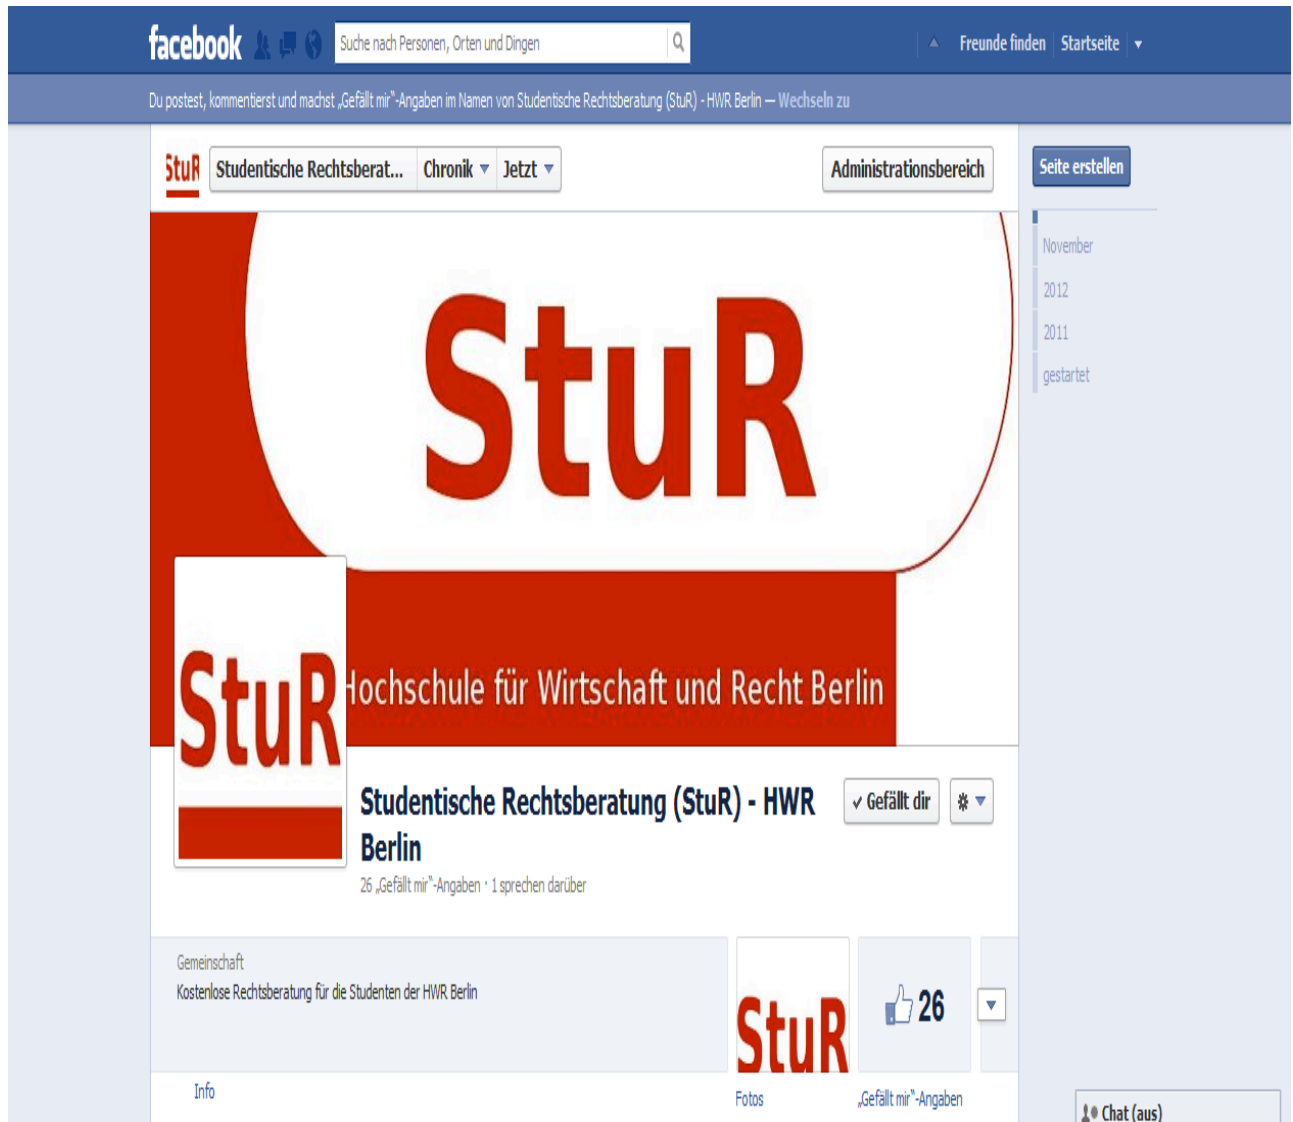 facebook
Suche nach Personen, Orten und Dingen
Freunde finden
Startseite
Du postest, kommentierst und machst „Gefällt mir“-Angaben im Namen von Studentische Rechtsberatung (StuR) - HWR Berlin — Wechseln zu
StuR
Studentische Rechtsberat...
Chronik
Jetzt
Administrationsbereich
Seite erstellen
November
2012
2011
gestartet
StuR
Hochschule für Wirtschaft und Recht Berlin
StuR
Studentische Rechtsberatung (StuR) - HWR
Berlin
Gefällt dir
26 „Gefällt mir“-Angaben · 1 sprechen darüber
Gemeinschaft
Kostenlose Rechtsberatung für die Studenten der HWR Berlin
StuR
26
Info
Fotos
„Gefällt mir“-Angaben
Chat (aus)